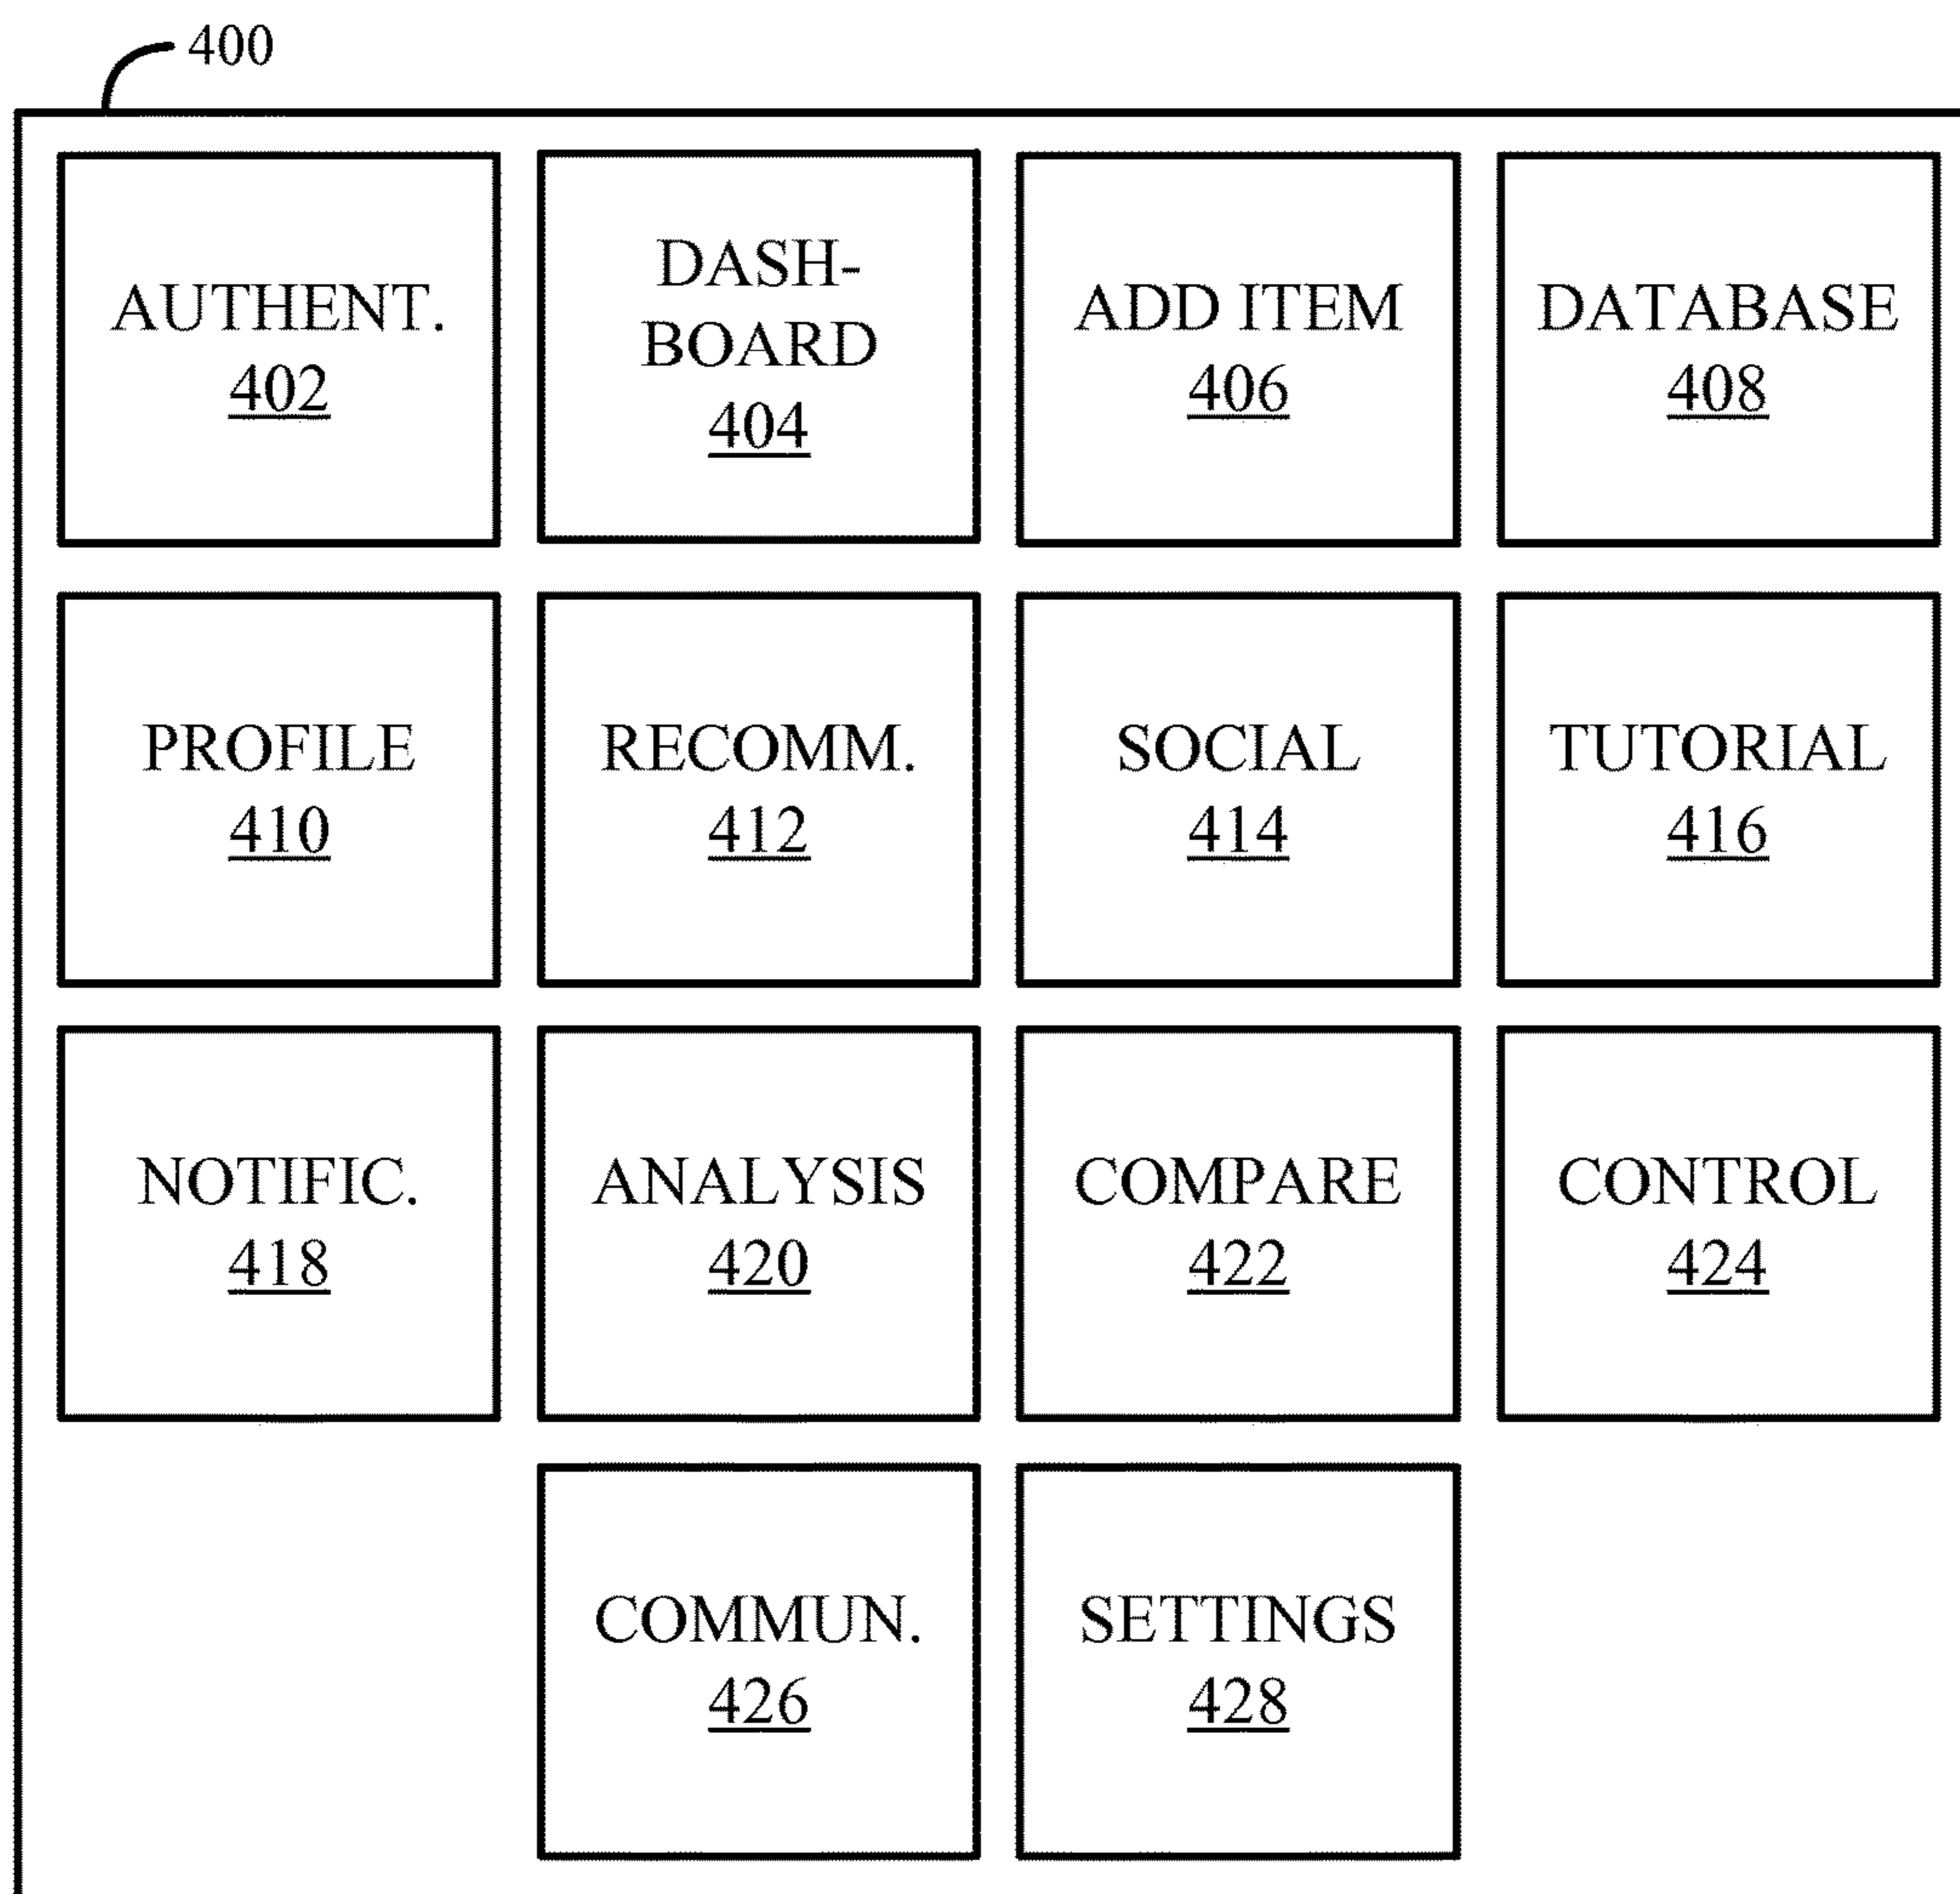 400
AUTHENT.
402
DASH-
BOARD
404
ADD ITEM
406
DATABASE
408
PROFILE
410
RECOMM.
412
SOCIAL
414
TUTORIAL
416
NOTIFIC.
418
ANALYSIS
420
COMPARE
422
CONTROL
424
COMMUN.
426
SETTINGS
428